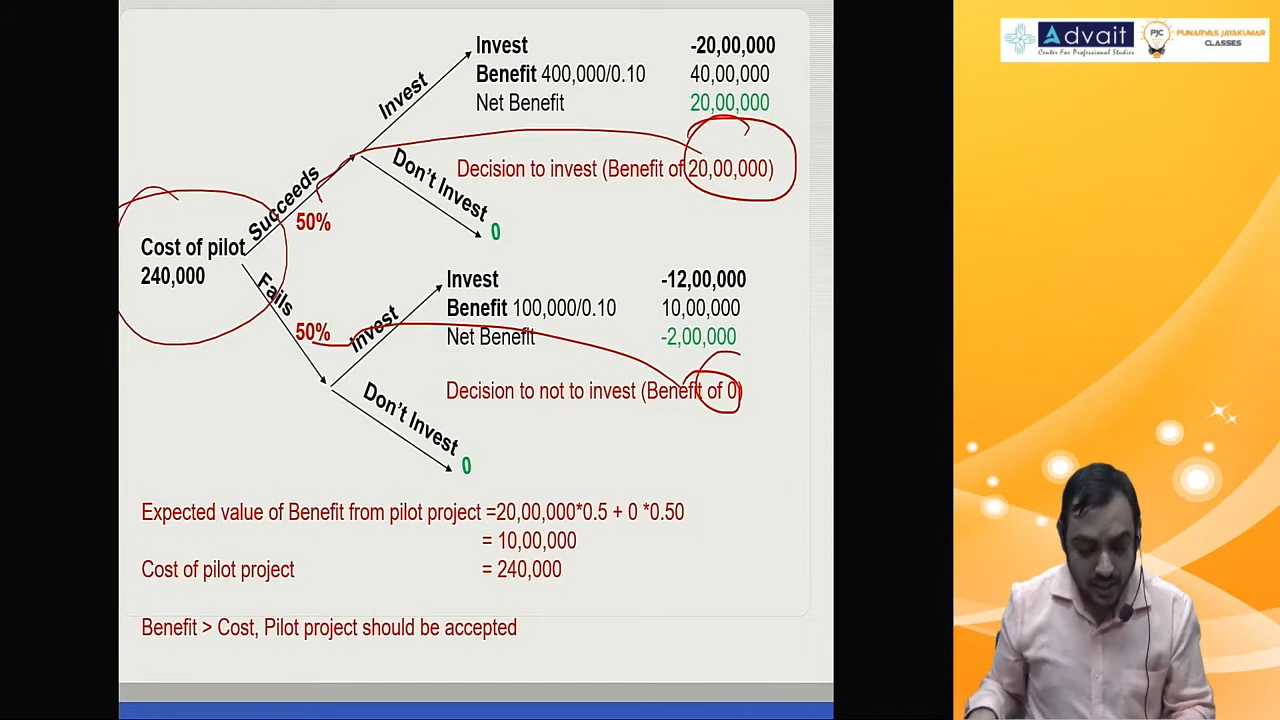 Invest -20,00,000
Benefit 400,000/0.10 40,00,000
Net Benefit 20,00,000
Invest
Decision to invest (Benefit of 20,00,000)
Don't Invest
0
Succeeds
50%
Cost of pilot
240,000
Fails
50%
Invest -12,00,000
Benefit 100,000/0.10 10,00,000
Net Benefit -2,00,000
Invest
Decision to not to invest (Benefit of 0)
Don't Invest
0
Expected value of Benefit from pilot project =20,00,000*0.5 + 0 *0.50
= 10,00,000
Cost of pilot project = 240,000
Benefit > Cost, Pilot project should be accepted
Advait
Center For Professional Studies
PJC
PUNARVAS JAYAKUMAR
CLASSES